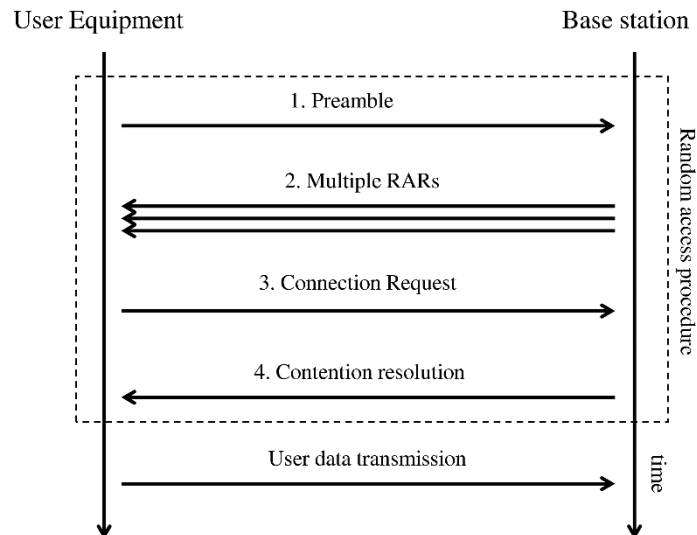 User Equipment
Base station
1. Preamble
2. Multiple RARs
3. Connection Request
4. Contention resolution
Random access procedure
User data transmission
time